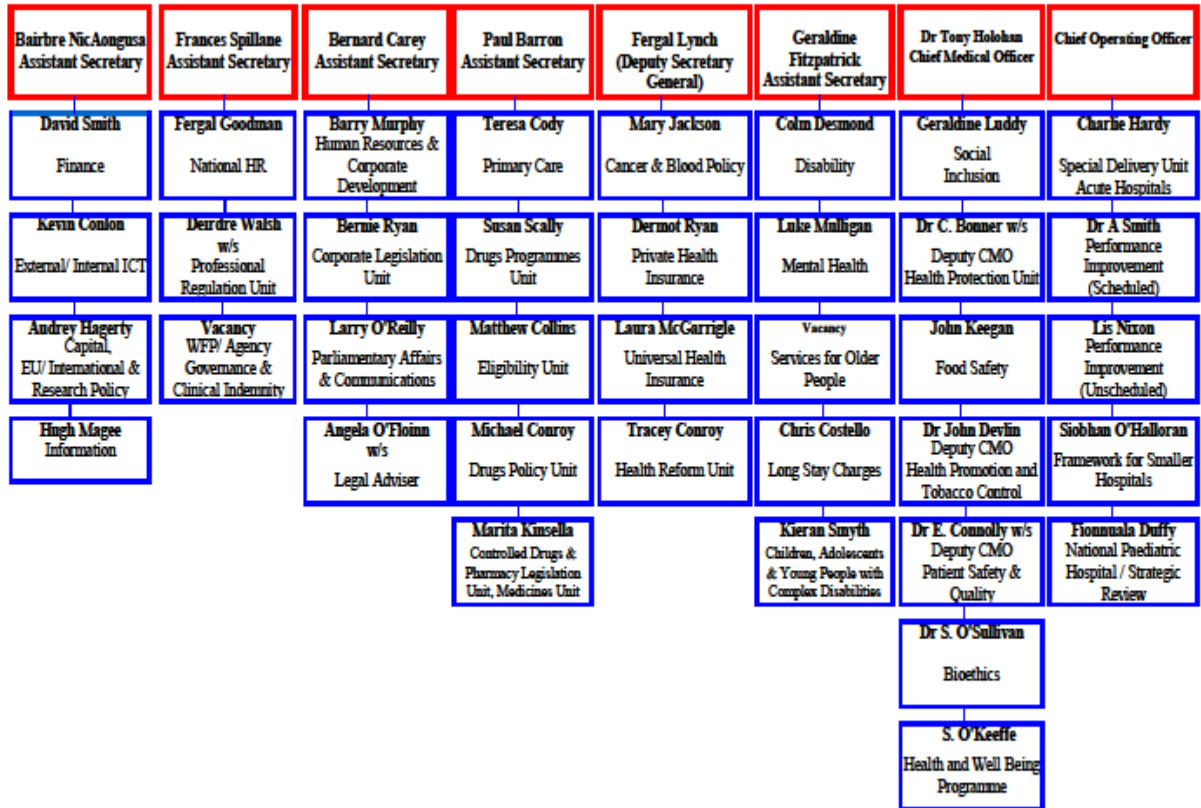 Bairbre NicAongusa
Assistant Secretary
Frances Spillane
Assistant Secretary
Bernard Carey
Assistant Secretary
Paul Barron
Assistant Secretary
Fergal Lynch
(Deputy Secretary
General)
Geraldine
Fitzpatrick
Assistant Secretary
Dr Tony Holohan
Chief Medical Officer
Chief Operating Officer
David Smith
Finance
Fergal Goodman
National HR
Barry Murphy
Human Resources &
Corporate
Development
Teresa Cody
Primary Care
Mary Jackson
Cancer & Blood Policy
Colm Desmond
Disability
Geraldine Luddy
Social
Inclusion
Charlie Hardy
Special Delivery Unit
Acute Hospitals
Kevin Conlon
External/ Internal ICT
Deirdre Walsh
w/s
Professional
Regulation Unit
Bernie Ryan
Corporate Legislation
Unit
Susan Scally
Drugs Programmes
Unit
Dermot Ryan
Private Health
Insurance
Luke Mulligan
Mental Health
Dr C. Bonner w/s
Deputy CMO
Health Protection Unit
Dr A Smith
Performance
Improvement
(Scheduled)
Audrey Hagerty
Capital,
EU/ International &
Research Policy
Vacancy
WFP/ Agency
Governance &
Clinical Indemnity
Larry O'Reilly
Parliamentary Affairs
& Communications
Matthew Collins
Eligibility Unit
Laura McGarrigle
Universal Health
Insurance
Vacancy
Services for Older
People
John Keegan
Food Safety
Lis Nixon
Performance
Improvement
(Unscheduled)
Hugh Magee
Information
Angela O'Floinn
w/s
Legal Adviser
Michael Conroy
Drugs Policy Unit
Tracey Conroy
Health Reform Unit
Chris Costello
Long Stay Charges
Dr John Devlin
Deputy CMO
Health Promotion and
Tobacco Control
Siobhan O'Halloran
Framework for Smaller
Hospitals
Marita Kinsella
Controlled Drugs &
Pharmacy Legislation
Unit, Medicines Unit
Kieran Smyth
Children, Adolescents
& Young People with
Complex Disabilities
Dr E. Connolly w/s
Deputy CMO
Patient Safety &
Quality
Fionnuala Duffy
National Paediatric
Hospital / Strategic
Review
Dr S. O'Sullivan
Bioethics
S. O'Keeffe
Health and Well Being
Programme